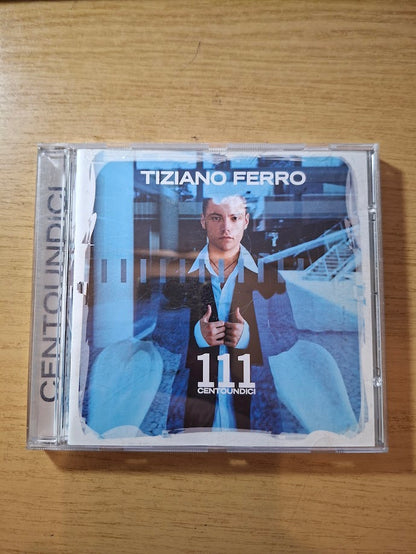 TIZIANO FERRO
111
CENTOUNDICI
CENTOUNDICI